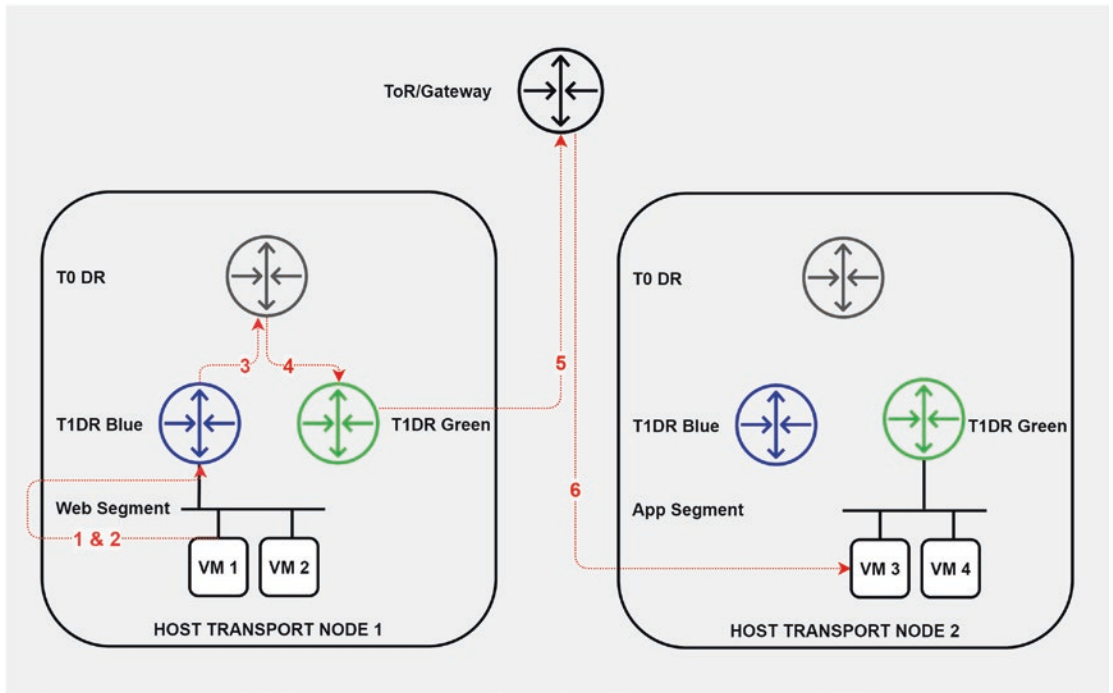 ToR/Gateway
T0 DR
3
4
T1DR Blue
T1DR Green
Web Segment
1 & 2
VM 1
VM 2
HOST TRANSPORT NODE 1
5
6
T0 DR
T1DR Blue
T1DR Green
App Segment
VM 3
VM 4
HOST TRANSPORT NODE 2